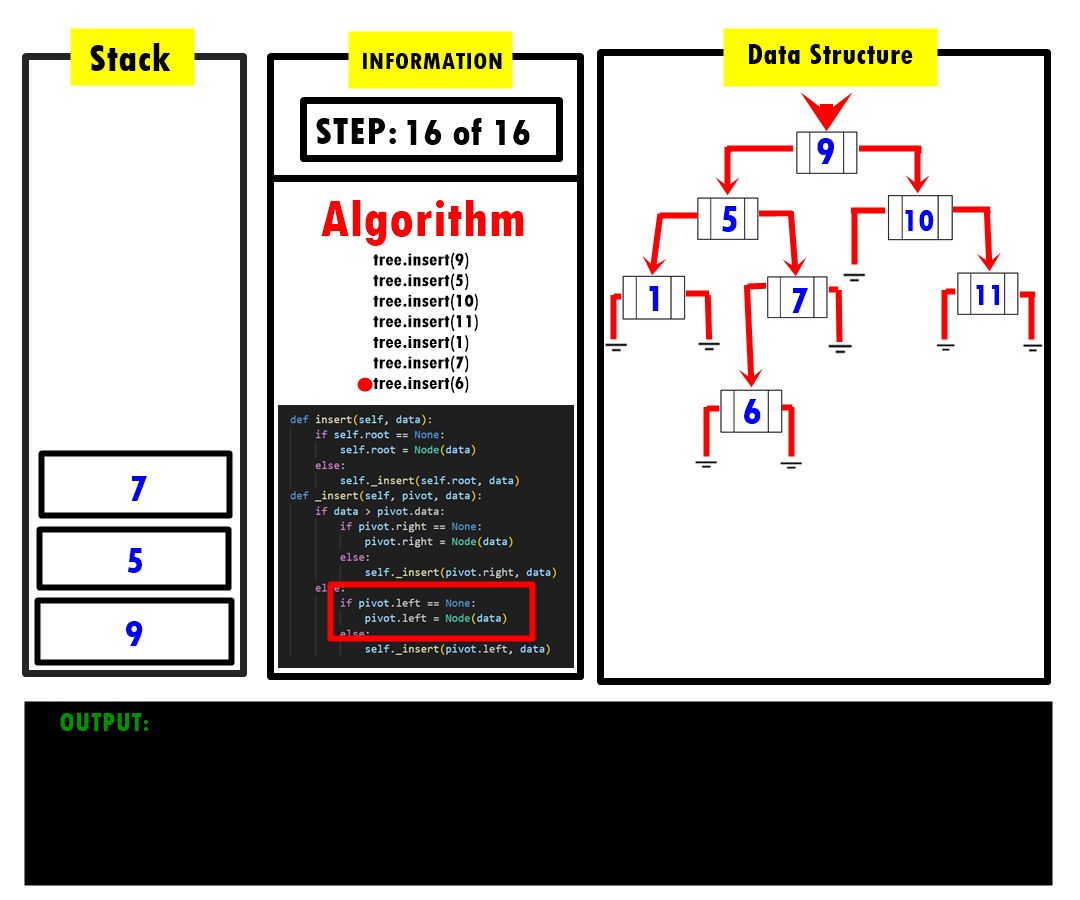 Stack
7
5
9
INFORMATION
STEP: 16 of 16
Algorithm
tree.insert(9)
tree.insert(5)
tree.insert(10)
tree.insert(11)
tree.insert(1)
tree.insert(7)
tree.insert(6)
def insert(self, data):
if self.root == None:
self.root = Node(data)
else:
self._insert(self.root, data)
def _insert(self, pivot, data):
if data > pivot.data:
if pivot.right == None:
pivot.right = Node(data)
else:
self._insert(pivot.right, data)
else:
if pivot.left == None:
pivot.left = Node(data)
else:
self._insert(pivot.left, data)
Data Structure
9
5
10
1
7
11
6
OUTPUT: